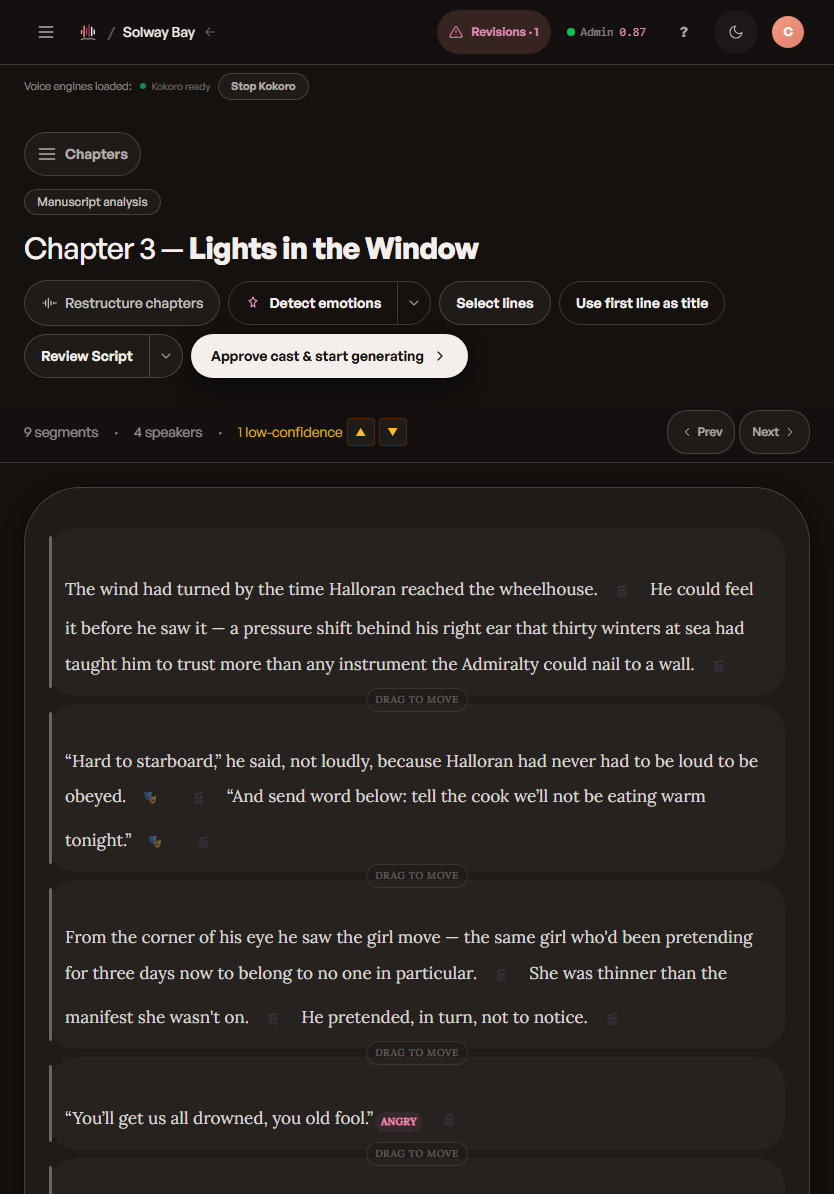 / Solway Bay ←
Revisions · 1
Admin 0.87
?
C
Voice engines loaded: Kokoro ready
Stop Kokoro
Chapters
Manuscript analysis
Chapter 3 — Lights in the Window
Restructure chapters
Detect emotions
Select lines
Use first line as title
Review Script
Approve cast & start generating
9 segments · 4 speakers · 1 low-confidence ▲ ▼
Prev
Next
The wind had turned by the time Halloran reached the wheelhouse. He could feel
it before he saw it — a pressure shift behind his right ear that thirty winters at sea had
taught him to trust more than any instrument the Admiralty could nail to a wall.
DRAG TO MOVE
“Hard to starboard,” he said, not loudly, because Halloran had never had to be loud to be
obeyed. “And send word below: tell the cook we’ll not be eating warm
tonight.”
DRAG TO MOVE
From the corner of his eye he saw the girl move — the same girl who'd been pretending
for three days now to belong to no one in particular. She was thinner than the
manifest she wasn't on. He pretended, in turn, not to notice.
DRAG TO MOVE
“You’ll get us all drowned, you old fool.” ANGRY
DRAG TO MOVE